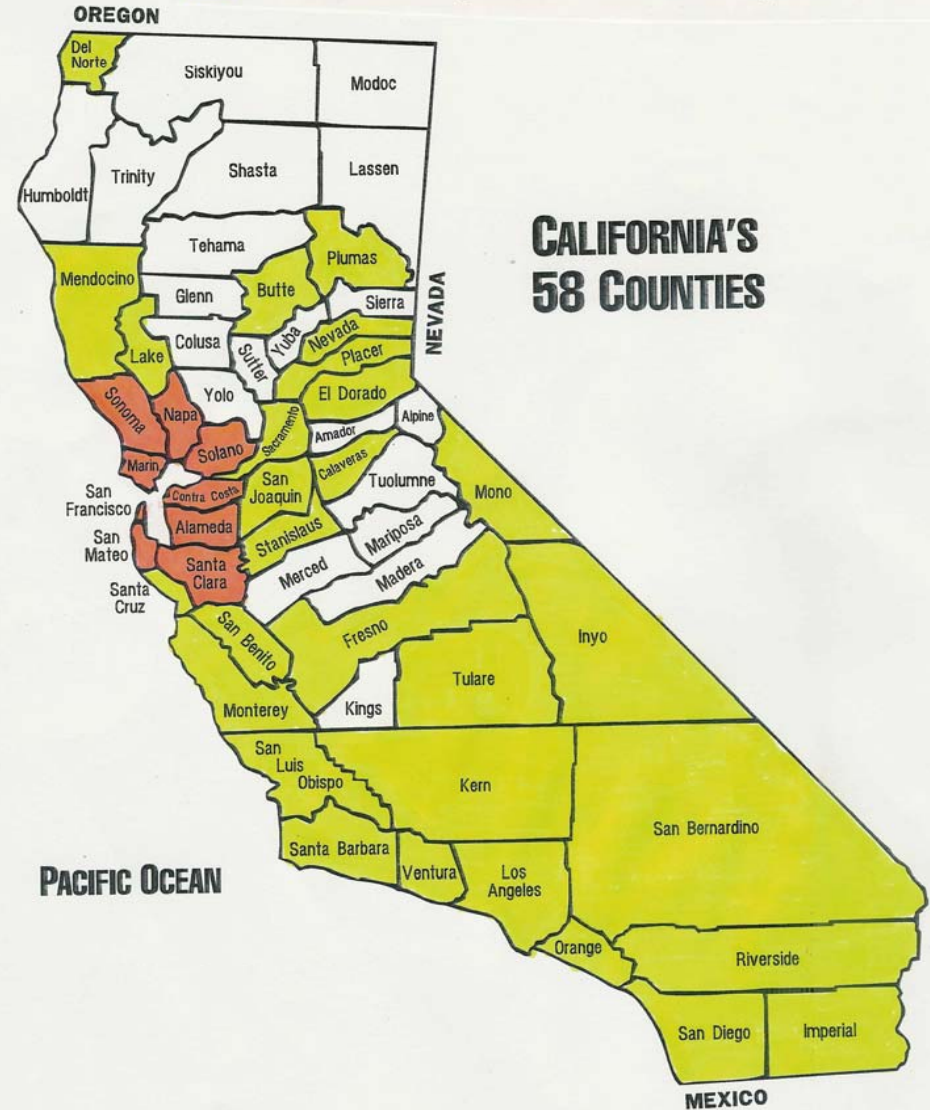 OREGON
Del
Norte
Siskiyou
Modoc
Humboldt
Trinity
Shasta
Lassen
CALIFORNIA'S
58 COUNTIES
Tehama
Plumas
Mendocino
Glenn
Butte
Sierra
NEVADA
Colusa
Lake
Sutter
Yuba
Nevada
Placer
Yolo
El Dorado
Sonoma
Napa
Sacramento
Alpine
Amador
Solano
Marin
Calaveras
San
Joaquin
Tuolumne
Mono
San
Francisco
Contra Costa
Alameda
Stanislaus
Mariposa
San
Mateo
Santa
Clara
Merced
Madera
Santa
Cruz
San Benito
Fresno
Inyo
Tulare
Monterey
Kings
San
Luis
Obispo
Kern
San Bernardino
Santa Barbara
Ventura
Los
Angeles
PACIFIC OCEAN
Orange
Riverside
San Diego
Imperial
MEXICO